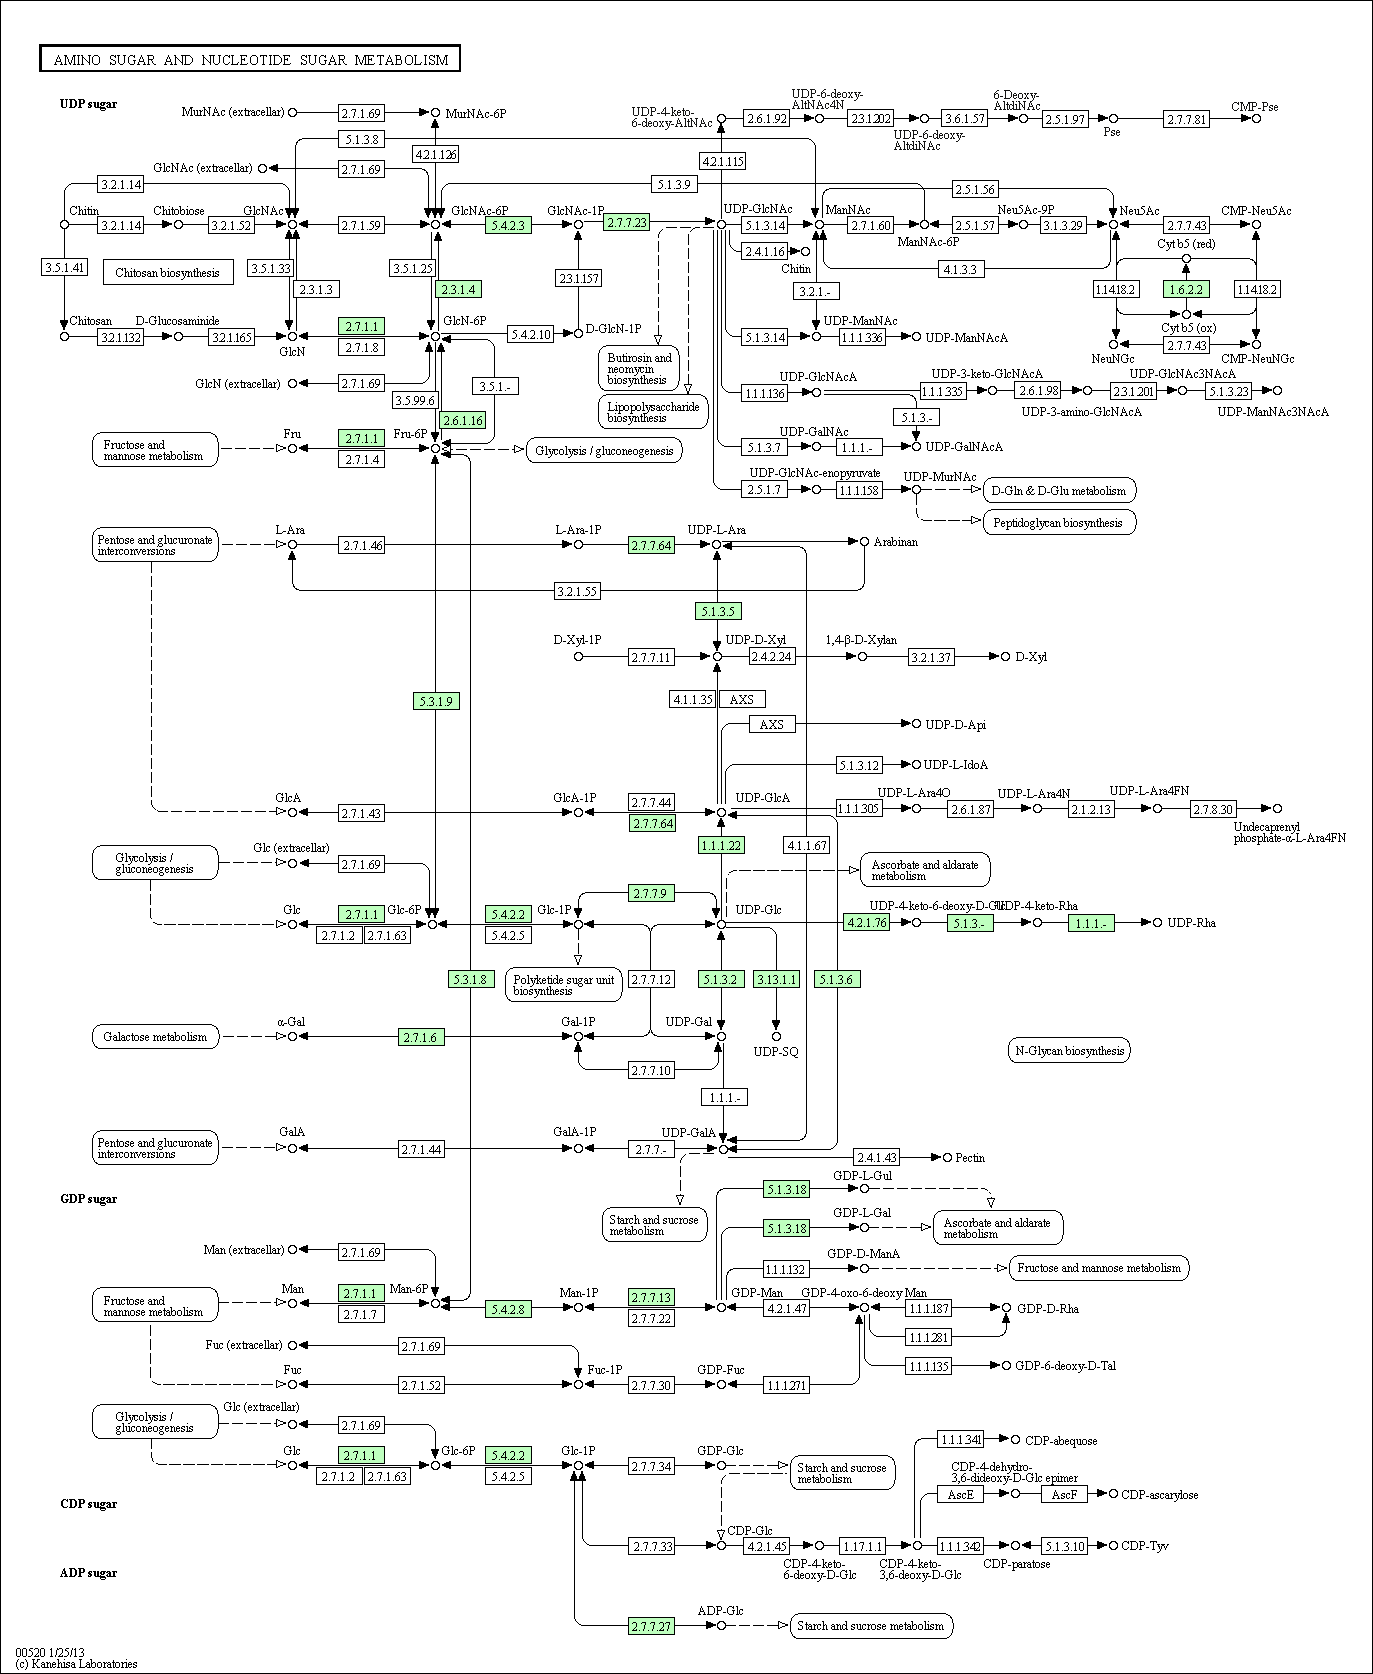 AMINO SUGAR AND NUCLEOTIDE SUGAR METABOLISM
UDP sugar
MurNAc (extracellar)
2.7.1.69
MurNAc-6P
5.1.3.8
4.2.1.126
GlcNAc (extracellar)
2.7.1.69
UDP-4-keto-
6-deoxy-AltNAc
2.6.1.92
UDP-6-deoxy-
AltNAc4N
2.3.1.202
UDP-6-deoxy-
AltdiNAc
3.6.1.57
6-Deoxy-
AltdiNAc
2.5.1.97
Pse
2.7.7.81
CMP-Pse
4.2.1.115
3.2.1.14
5.1.3.9
2.5.1.56
Chitin
3.2.1.14
Chitobiose
3.2.1.52
GlcNAc
2.7.1.59
GlcNAc-6P
5.4.2.3
GlcNAc-1P
2.7.7.23
UDP-GlcNAc
5.1.3.14
ManNAc
2.7.1.60
ManNAc-6P
2.5.1.57
Neu5Ac-9P
3.1.3.29
Neu5Ac
2.7.7.43
CMP-Neu5Ac
2.4.1.16
Chitin
Cyt b5 (red)
3.5.1.41
Chitosan biosynthesis
3.5.1.33
2.3.1.3
3.5.1.25
2.3.1.4
2.3.1.157
3.2.1.-
4.1.3.3
1.14.18.2
1.6.2.2
1.14.18.2
Cyt b5 (ox)
Chitosan
3.2.1.132
D-Glucosaminide
3.2.1.165
GlcN
2.7.1.1
2.7.1.8
GlcN-6P
5.4.2.10
D-GlcN-1P
5.1.3.14
UDP-ManNAc
1.1.1.336
UDP-ManNAcA
NeuNGc
2.7.7.43
CMP-NeuNGc
Butirosin and
neomycin
biosynthesis
GlcN (extracellar)
2.7.1.69
3.5.1.-
3.5.99.6
2.6.1.16
Lipopolysaccharide
biosynthesis
1.1.1.136
UDP-GlcNAcA
1.1.1.335
UDP-3-keto-GlcNAcA
2.6.1.98
UDP-3-amino-GlcNAcA
2.3.1.201
UDP-GlcNAc3NAcA
5.1.3.23
UDP-ManNAc3NAcA
5.1.3.-
Fructose and
mannose metabolism
Fru
2.7.1.1
2.7.1.4
Fru-6P
Glycolysis / gluconeogenesis
5.1.3.7
UDP-GalNAc
1.1.1.-
UDP-GalNAcA
2.5.1.7
UDP-GlcNAc-enopyruvate
1.1.1.158
UDP-MurNAc
D-Gln & D-Glu metabolism
Peptidoglycan biosynthesis
Pentose and glucuronate
interconversions
L-Ara
2.7.1.46
L-Ara-1P
2.7.7.64
UDP-L-Ara
Arabinan
3.2.1.55
5.1.3.5
D-Xyl-1P
2.7.7.11
UDP-D-Xyl
2.4.2.24
1,4-β-D-Xylan
3.2.1.37
D-Xyl
5.3.1.9
4.1.1.35
AXS
AXS
UDP-D-Api
5.1.3.12
UDP-L-IdoA
GlcA
2.7.1.43
GlcA-1P
2.7.7.44
2.7.7.64
UDP-GlcA
1.1.1.305
UDP-L-Ara4O
2.6.1.87
UDP-L-Ara4N
2.1.2.13
UDP-L-Ara4FN
2.7.8.30
Undecaprenyl
phosphate-α-L-Ara4FN
Glycolysis /
gluconeogenesis
Glc (extracellar)
2.7.1.69
1.1.1.22
4.1.1.67
Ascorbate and aldarate
metabolism
Glc
2.7.1.1
2.7.1.2
2.7.1.63
Glc-6P
5.4.2.2
5.4.2.5
Glc-1P
2.7.7.9
UDP-Glc
4.2.1.76
UDP-4-keto-6-deoxy-D-Glc
5.1.3.-
UDP-4-keto-Rha
1.1.1.-
UDP-Rha
5.3.1.8
Polyketide sugar unit
biosynthesis
2.7.7.12
5.1.3.2
3.13.1.1
5.1.3.6
Galactose metabolism
α-Gal
2.7.1.6
Gal-1P
UDP-Gal
UDP-SQ
N-Glycan biosynthesis
2.7.7.10
1.1.1.-
Pentose and glucuronate
interconversions
GalA
2.7.1.44
GalA-1P
2.7.7.-
UDP-GalA
2.4.1.43
Pectin
GDP sugar
Starch and sucrose
metabolism
5.1.3.18
GDP-L-Gul
5.1.3.18
GDP-L-Gal
Ascorbate and aldarate
metabolism
Man (extracellar)
2.7.1.69
1.1.1.132
GDP-D-ManA
Fructose and mannose metabolism
Fructose and
mannose metabolism
Man
2.7.1.1
2.7.1.7
Man-6P
5.4.2.8
Man-1P
2.7.7.13
2.7.7.22
GDP-Man
4.2.1.47
GDP-4-oxo-6-deoxy Man
1.1.1.187
GDP-D-Rha
1.1.1.281
Fuc (extracellar)
2.7.1.69
1.1.1.135
GDP-6-deoxy-D-Tal
Fuc
2.7.1.52
Fuc-1P
2.7.7.30
GDP-Fuc
1.1.1.271
Glycolysis /
gluconeogenesis
Glc (extracellar)
2.7.1.69
Glc
2.7.1.1
2.7.1.2
2.7.1.63
Glc-6P
5.4.2.2
5.4.2.5
Glc-1P
2.7.7.34
GDP-Glc
Starch and sucrose
metabolism
1.1.1.341
CDP-abequose
CDP-4-dehydro-
3,6-dideoxy-D-Glc epimer
AscE
AscF
CDP-ascarylose
CDP sugar
2.7.7.33
CDP-Glc
4.2.1.45
CDP-4-keto-
6-deoxy-D-Glc
1.17.1.1
CDP-4-keto-
3,6-deoxy-D-Glc
1.1.1.342
CDP-paratose
5.1.3.10
CDP-Tyv
ADP sugar
2.7.7.27
ADP-Glc
Starch and sucrose metabolism
00520 1/25/13
(c) Kanehisa Laboratories